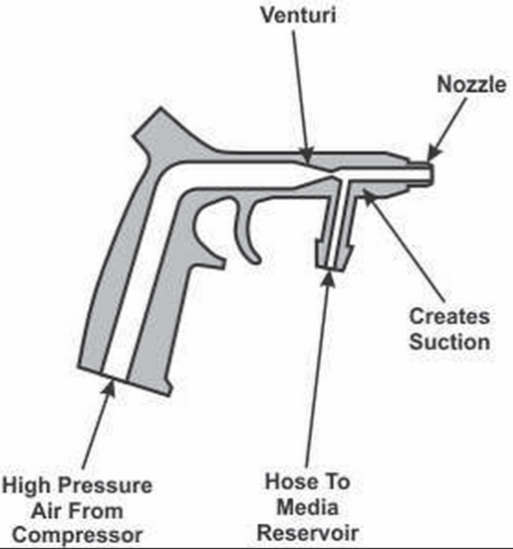 Venturi
Nozzle
Creates
Suction
High Pressure
Air From
Compressor
Hose To
Media
Reservoir